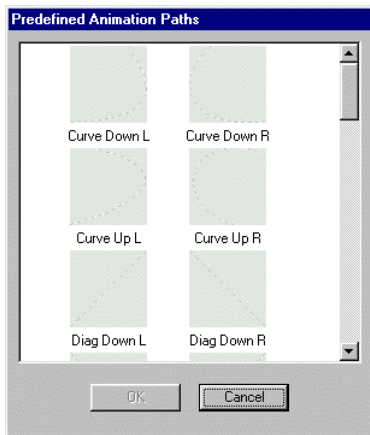 Predefined Animation Paths
Curve Down L Curve Down R
Curve Up L Curve Up R
Diag Down L Diag Down R
OK Cancel